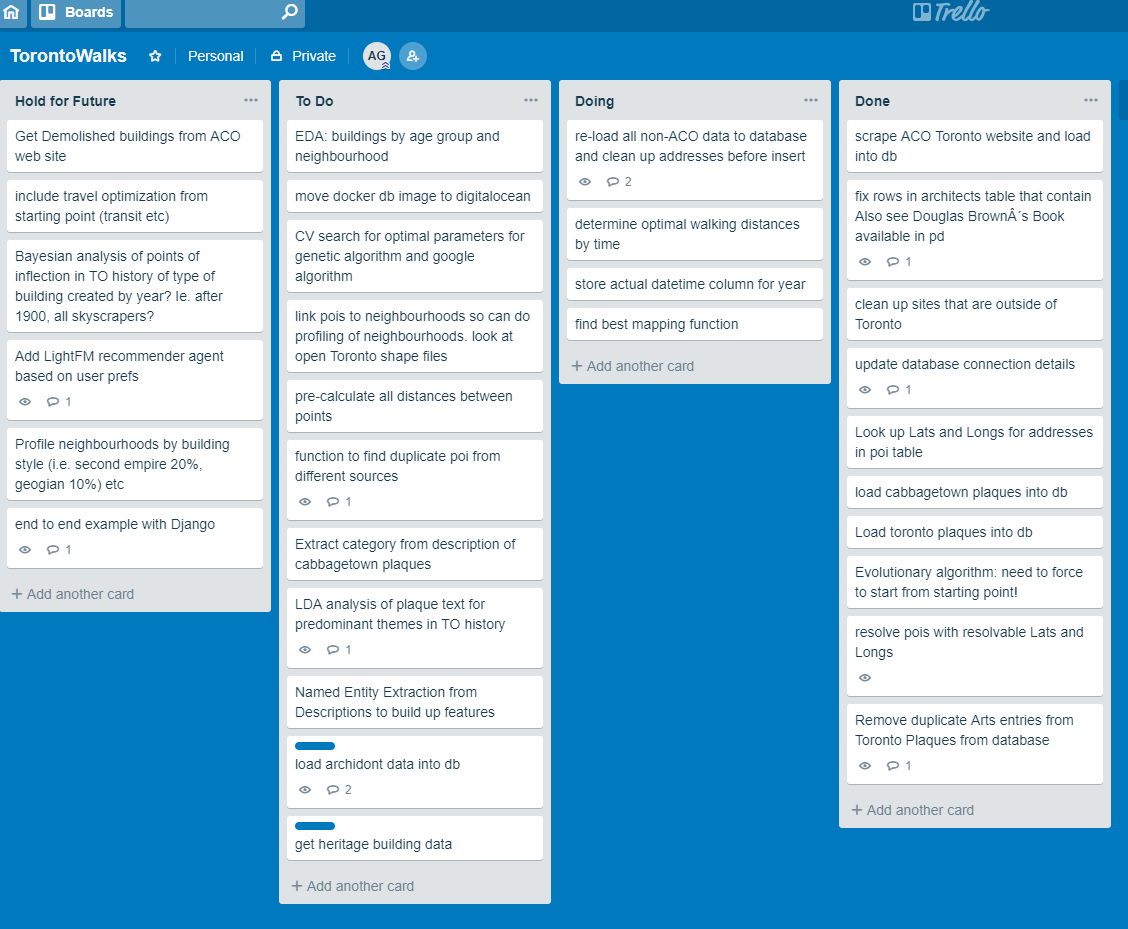 Boards
Trello
TorontoWalks
Personal
Private
AG
Hold for Future
Get Demolished buildings from ACO
web site
include travel optimization from
starting point (transit etc)
Bayesian analysis of points of
inflection in TO history of type of
building created by year? Ie. after
1900, all skyscrapers?
Add LightFM recommender agent
based on user prefs
1
Profile neighbourhoods by building
style (i.e. second empire 20%,
geogian 10%) etc
end to end example with Django
1
+ Add another card
To Do
EDA: buildings by age group and
neighbourhood
move docker db image to digitalocean
CV search for optimal parameters for
genetic algorithm and google
algorithm
link pois to neighbourhoods so can do
profiling of neighbourhoods. look at
open Toronto shape files
pre-calculate all distances between
points
function to find duplicate poi from
different sources
1
Extract category from description of
cabbagetown plaques
LDA analysis of plaque text for
predominant themes in TO history
1
Named Entity Extraction from
Descriptions to build up features
load archidont data into db
2
get heritage building data
+ Add another card
Doing
re-load all non-ACO data to database
and clean up addresses before insert
2
determine optimal walking distances
by time
store actual datetime column for year
find best mapping function
+ Add another card
Done
scrape ACO Toronto website and load
into db
fix rows in architects table that contain
Also see Douglas BrownÂ´s Book
available in pd
1
clean up sites that are outside of
Toronto
update database connection details
1
Look up Lats and Longs for addresses
in poi table
load cabbagetown plaques into db
Load toronto plaques into db
Evolutionary algorithm: need to force
to start from starting point!
resolve pois with resolvable Lats and
Longs
Remove duplicate Arts entries from
Toronto Plaques from database
1
+ Add another card